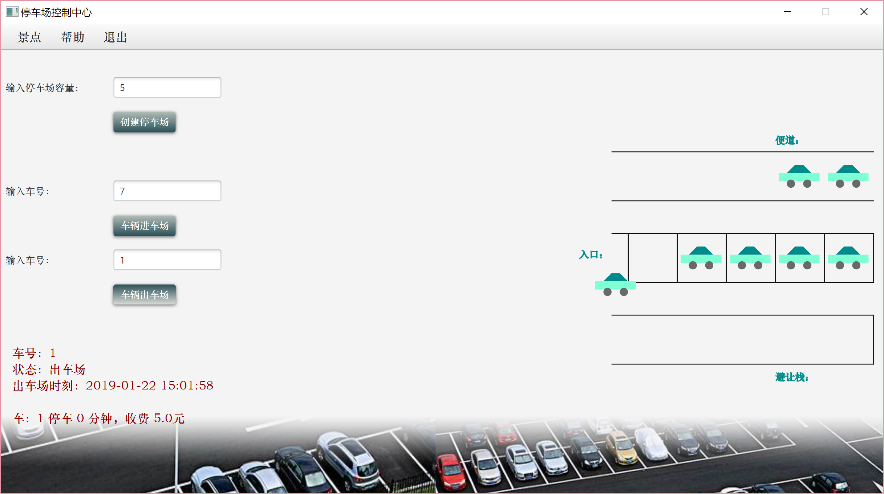 停车场控制中心
景点 帮助 退出
输入停车场容量: 5
创建停车场
便道:
输入车号: 7
车辆进车场
入口:
输入车号: 1
车辆出车场
车号: 1
状态: 出车场
出车场时刻: 2019-01-22 15:01:58
避让栈:
车: 1 停车 0 分钟, 收费 5.0元